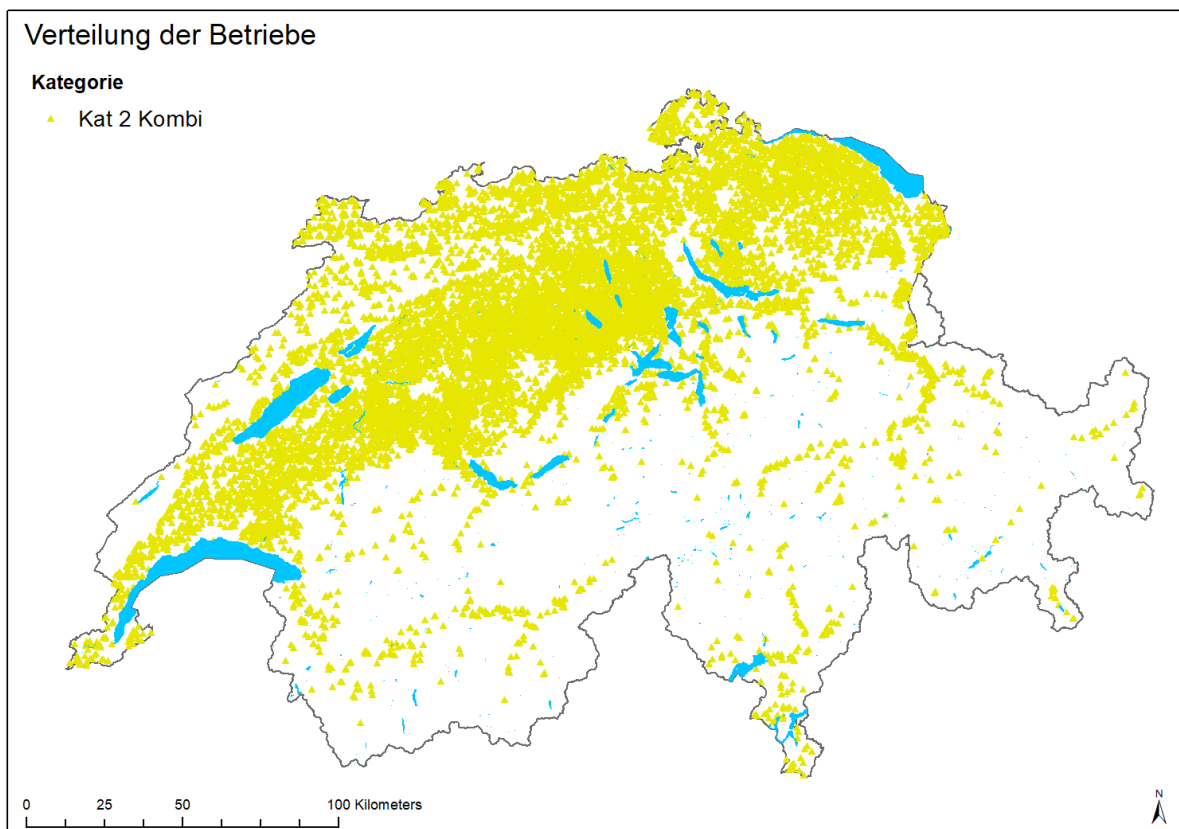 Verteilung der Betriebe
Kategorie
Kat 2 Kombi
0 25 50 100 Kilometers
N